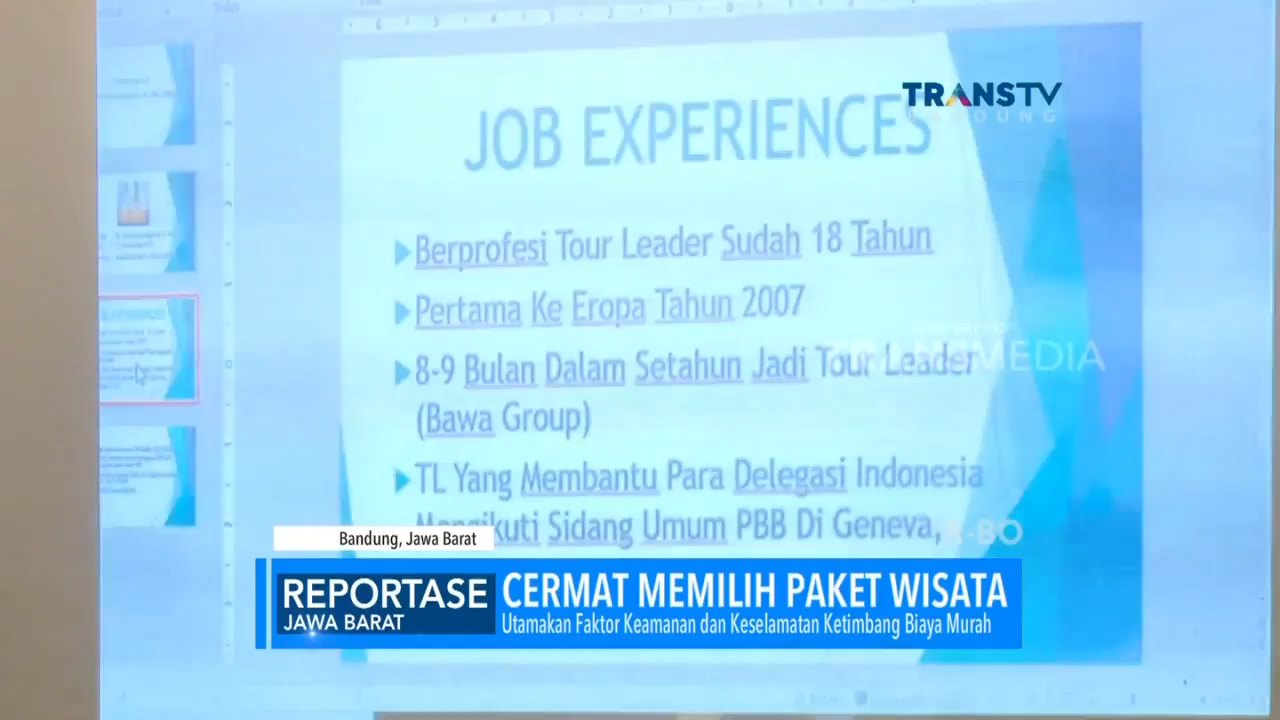 TRANSTV
BANDUNG
JOB EXPERIENCES
Berprofesi Tour Leader Sudah 18 Tahun
Pertama Ke Eropa Tahun 2007
8-9 Bulan Dalam Setahun Jadi Tour Leader
(Bawa Group)
TRANSMEDIA
TL Yang Membantu Para Delegasi Indonesia
Mengikuti Sidang Umum PBB Di Geneva,
Bandung, Jawa Barat
REPORTASE
JAWA BARAT
CERMAT MEMILIH PAKET WISATA
Utamakan Faktor Keamanan dan Keselamatan Ketimbang Biaya Murah